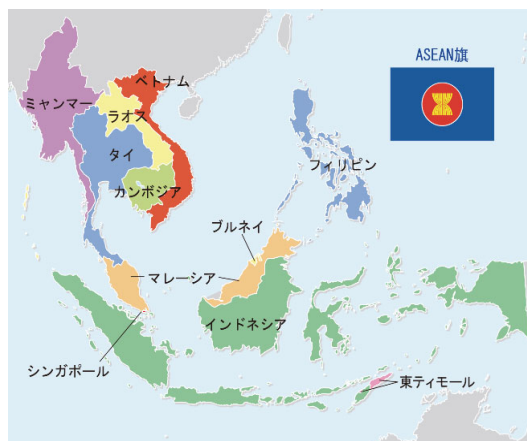 ASEAN旗
ベトナム
ミャンマー
ラオス
タイ
フィリピン
カンボジア
ブルネイ
マレーシア
インドネシア
シンガポール
東ティモール